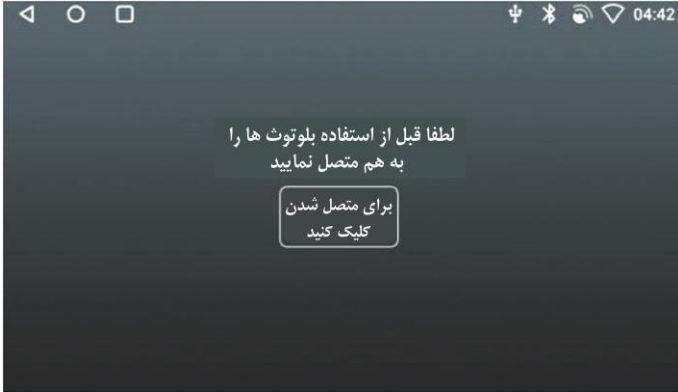 04:42
لطفا قبل از استفاده بلوتوث ها را
به هم متصل نمایید
برای متصل شدن
کلیک کنید